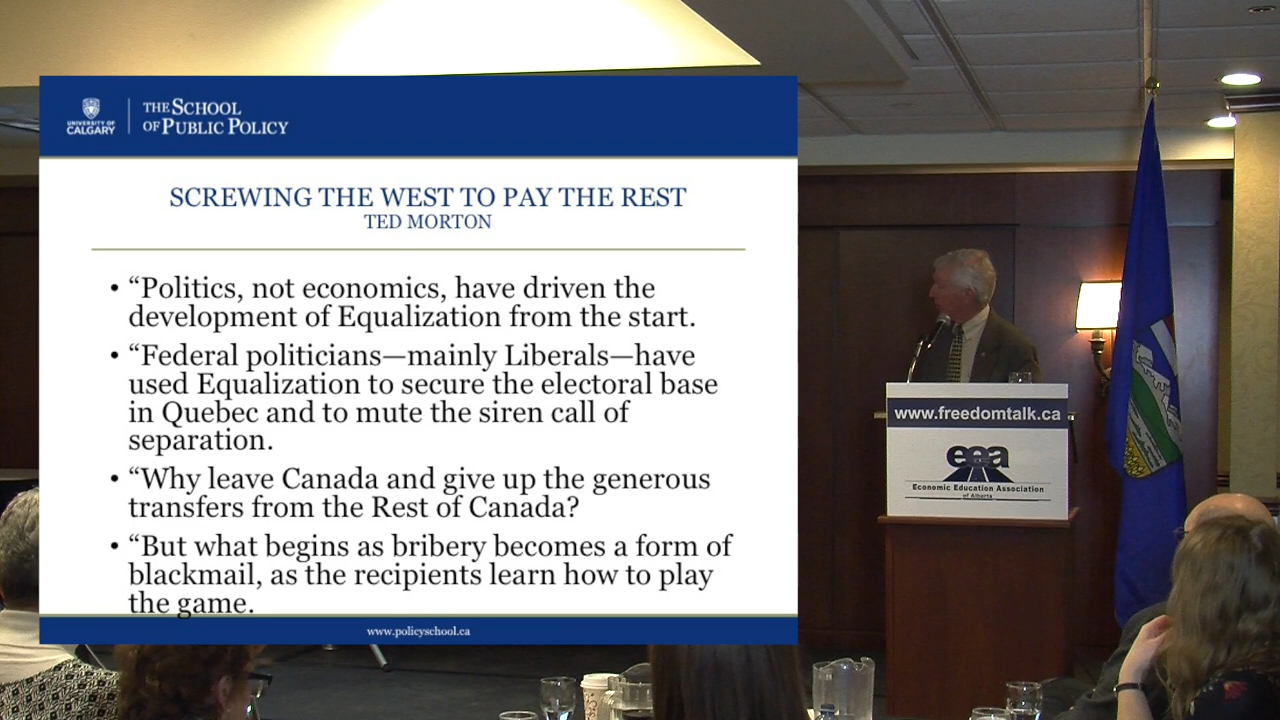 UNIVERSITY OF
CALGARY
THE SCHOOL
OF PUBLIC POLICY
SCREWING THE WEST TO PAY THE REST
TED MORTON
• “Politics, not economics, have driven the
development of Equalization from the start.
• “Federal politicians—mainly Liberals—have
used Equalization to secure the electoral base
in Quebec and to mute the siren call of
separation.
• “Why leave Canada and give up the generous
transfers from the Rest of Canada?
• “But what begins as bribery becomes a form of
blackmail, as the recipients learn how to play
the game.
www.policyschool.ca
www.freedomtalk.ca
eea
Economic Education Association
of Alberta